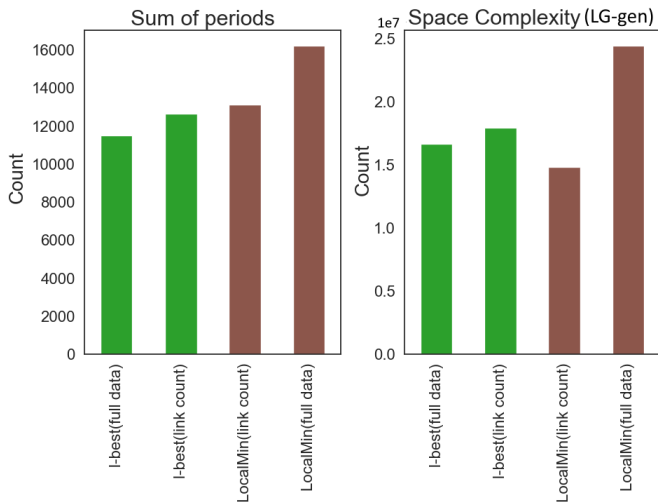 Sum of periods
Count
16000
14000
12000
10000
8000
6000
4000
2000
0
I-best(full data)
I-best(link count)
LocalMin(link count)
LocalMin(full data)
Space Complexity (LG-gen)
1e7
Count
2.5
2.0
1.5
1.0
0.5
0.0
I-best(full data)
I-best(link count)
LocalMin(link count)
LocalMin(full data)